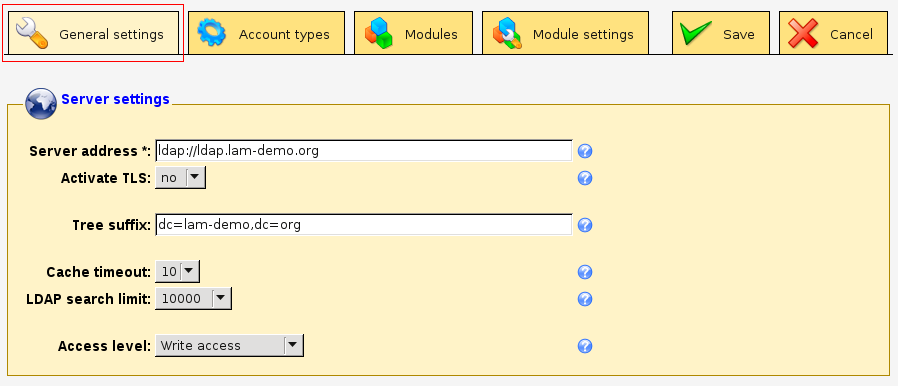 General settings Account types Modules Module settings Save Cancel
Server settings
Server address *: ldap://ldap.lam-demo.org
Activate TLS: no
Tree suffix: dc=lam-demo,dc=org
Cache timeout: 10
LDAP search limit: 10000
Access level: Write access